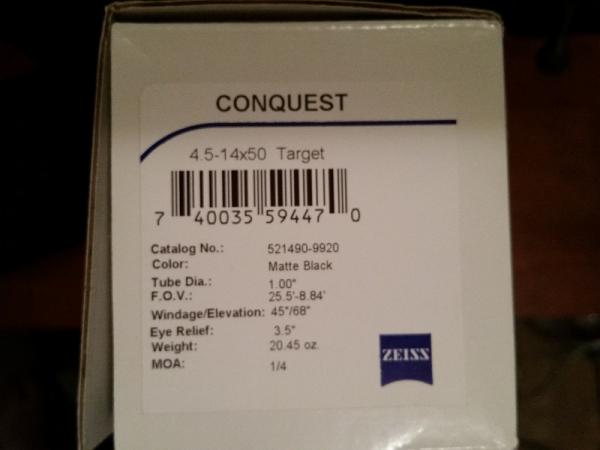 CONQUEST
4.5-14x50 Target
7 40035 59447 0
Catalog No.: 521490-9920
Color: Matte Black
Tube Dia.: 1.00"
F.O.V.: 25.5'-8.84'
Windage/Elevation: 45"/68"
Eye Relief: 3.5"
Weight: 20.45 oz.
MOA: 1/4
ZEISS